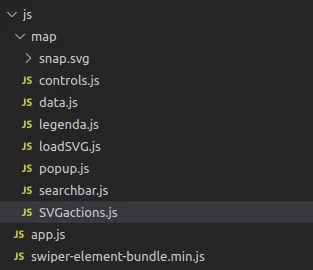 js
map
snap.svg
JS controls.js
JS data.js
JS legenda.js
JS loadSVG.js
JS popup.js
JS searchbar.js
JS SVGactions.js
JS app.js
JS swiper-element-bundle.min.js